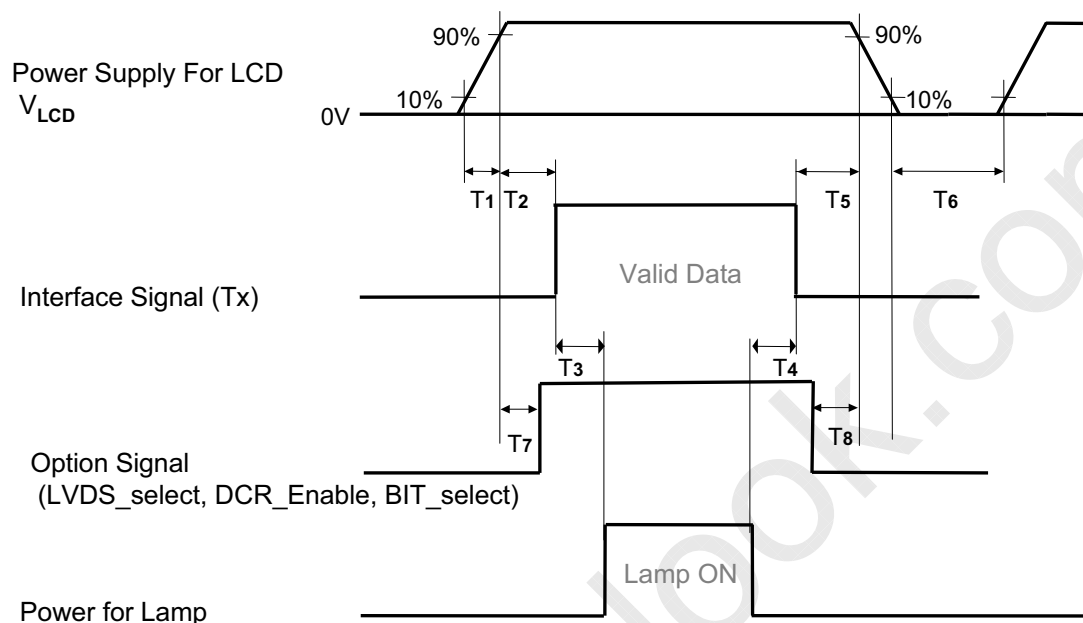 90%
90%
Power Supply For LCD
VLCD
10%
10%
0V
T1
T2
T5
T6
Valid Data
Interface Signal (Tx)
T3
T4
T7
T8
Option Signal
(LVDS_select, DCR_Enable, BIT_select)
Lamp ON
Power for Lamp